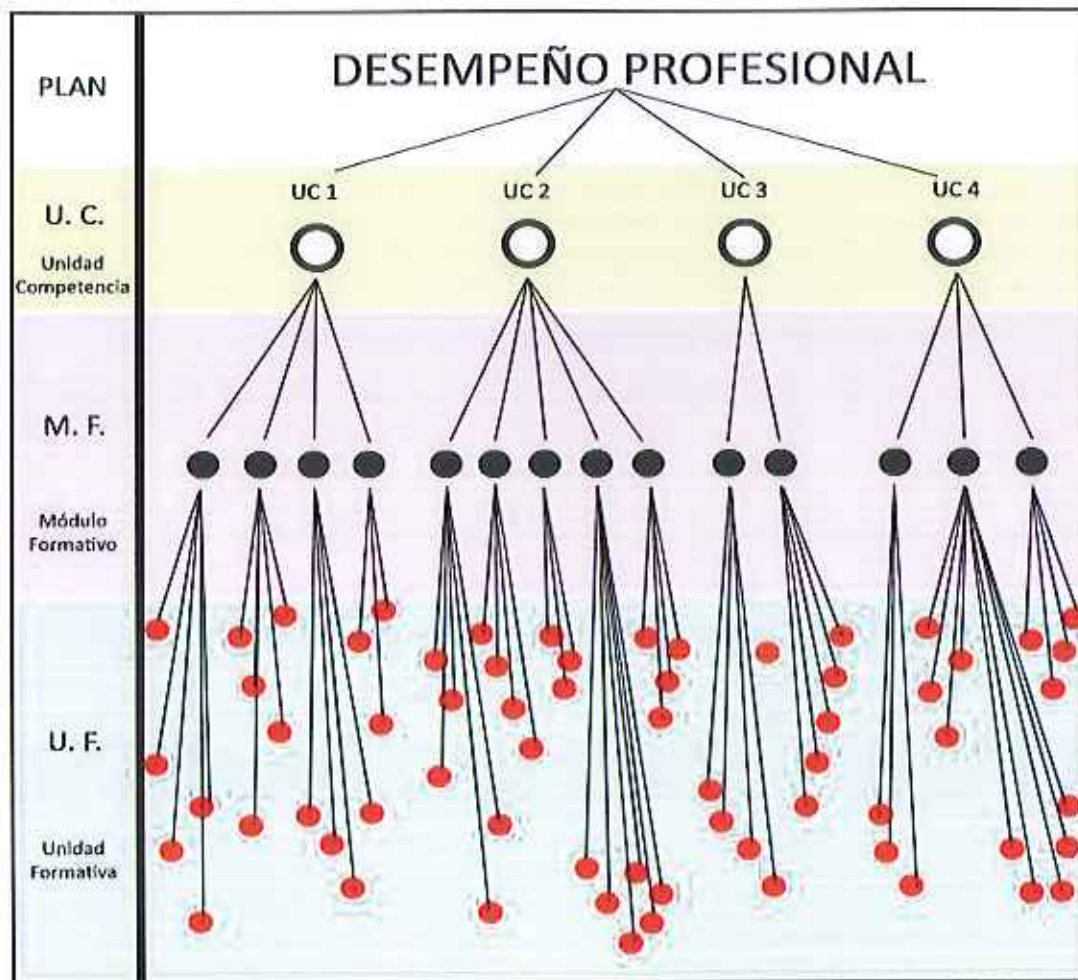 PLAN
DESEMPEÑO PROFESIONAL
UC 1
UC 2
UC 3
UC 4
U. C.
Unidad
Competencia
M. F.
Módulo
Formativo
U. F.
Unidad
Formativa